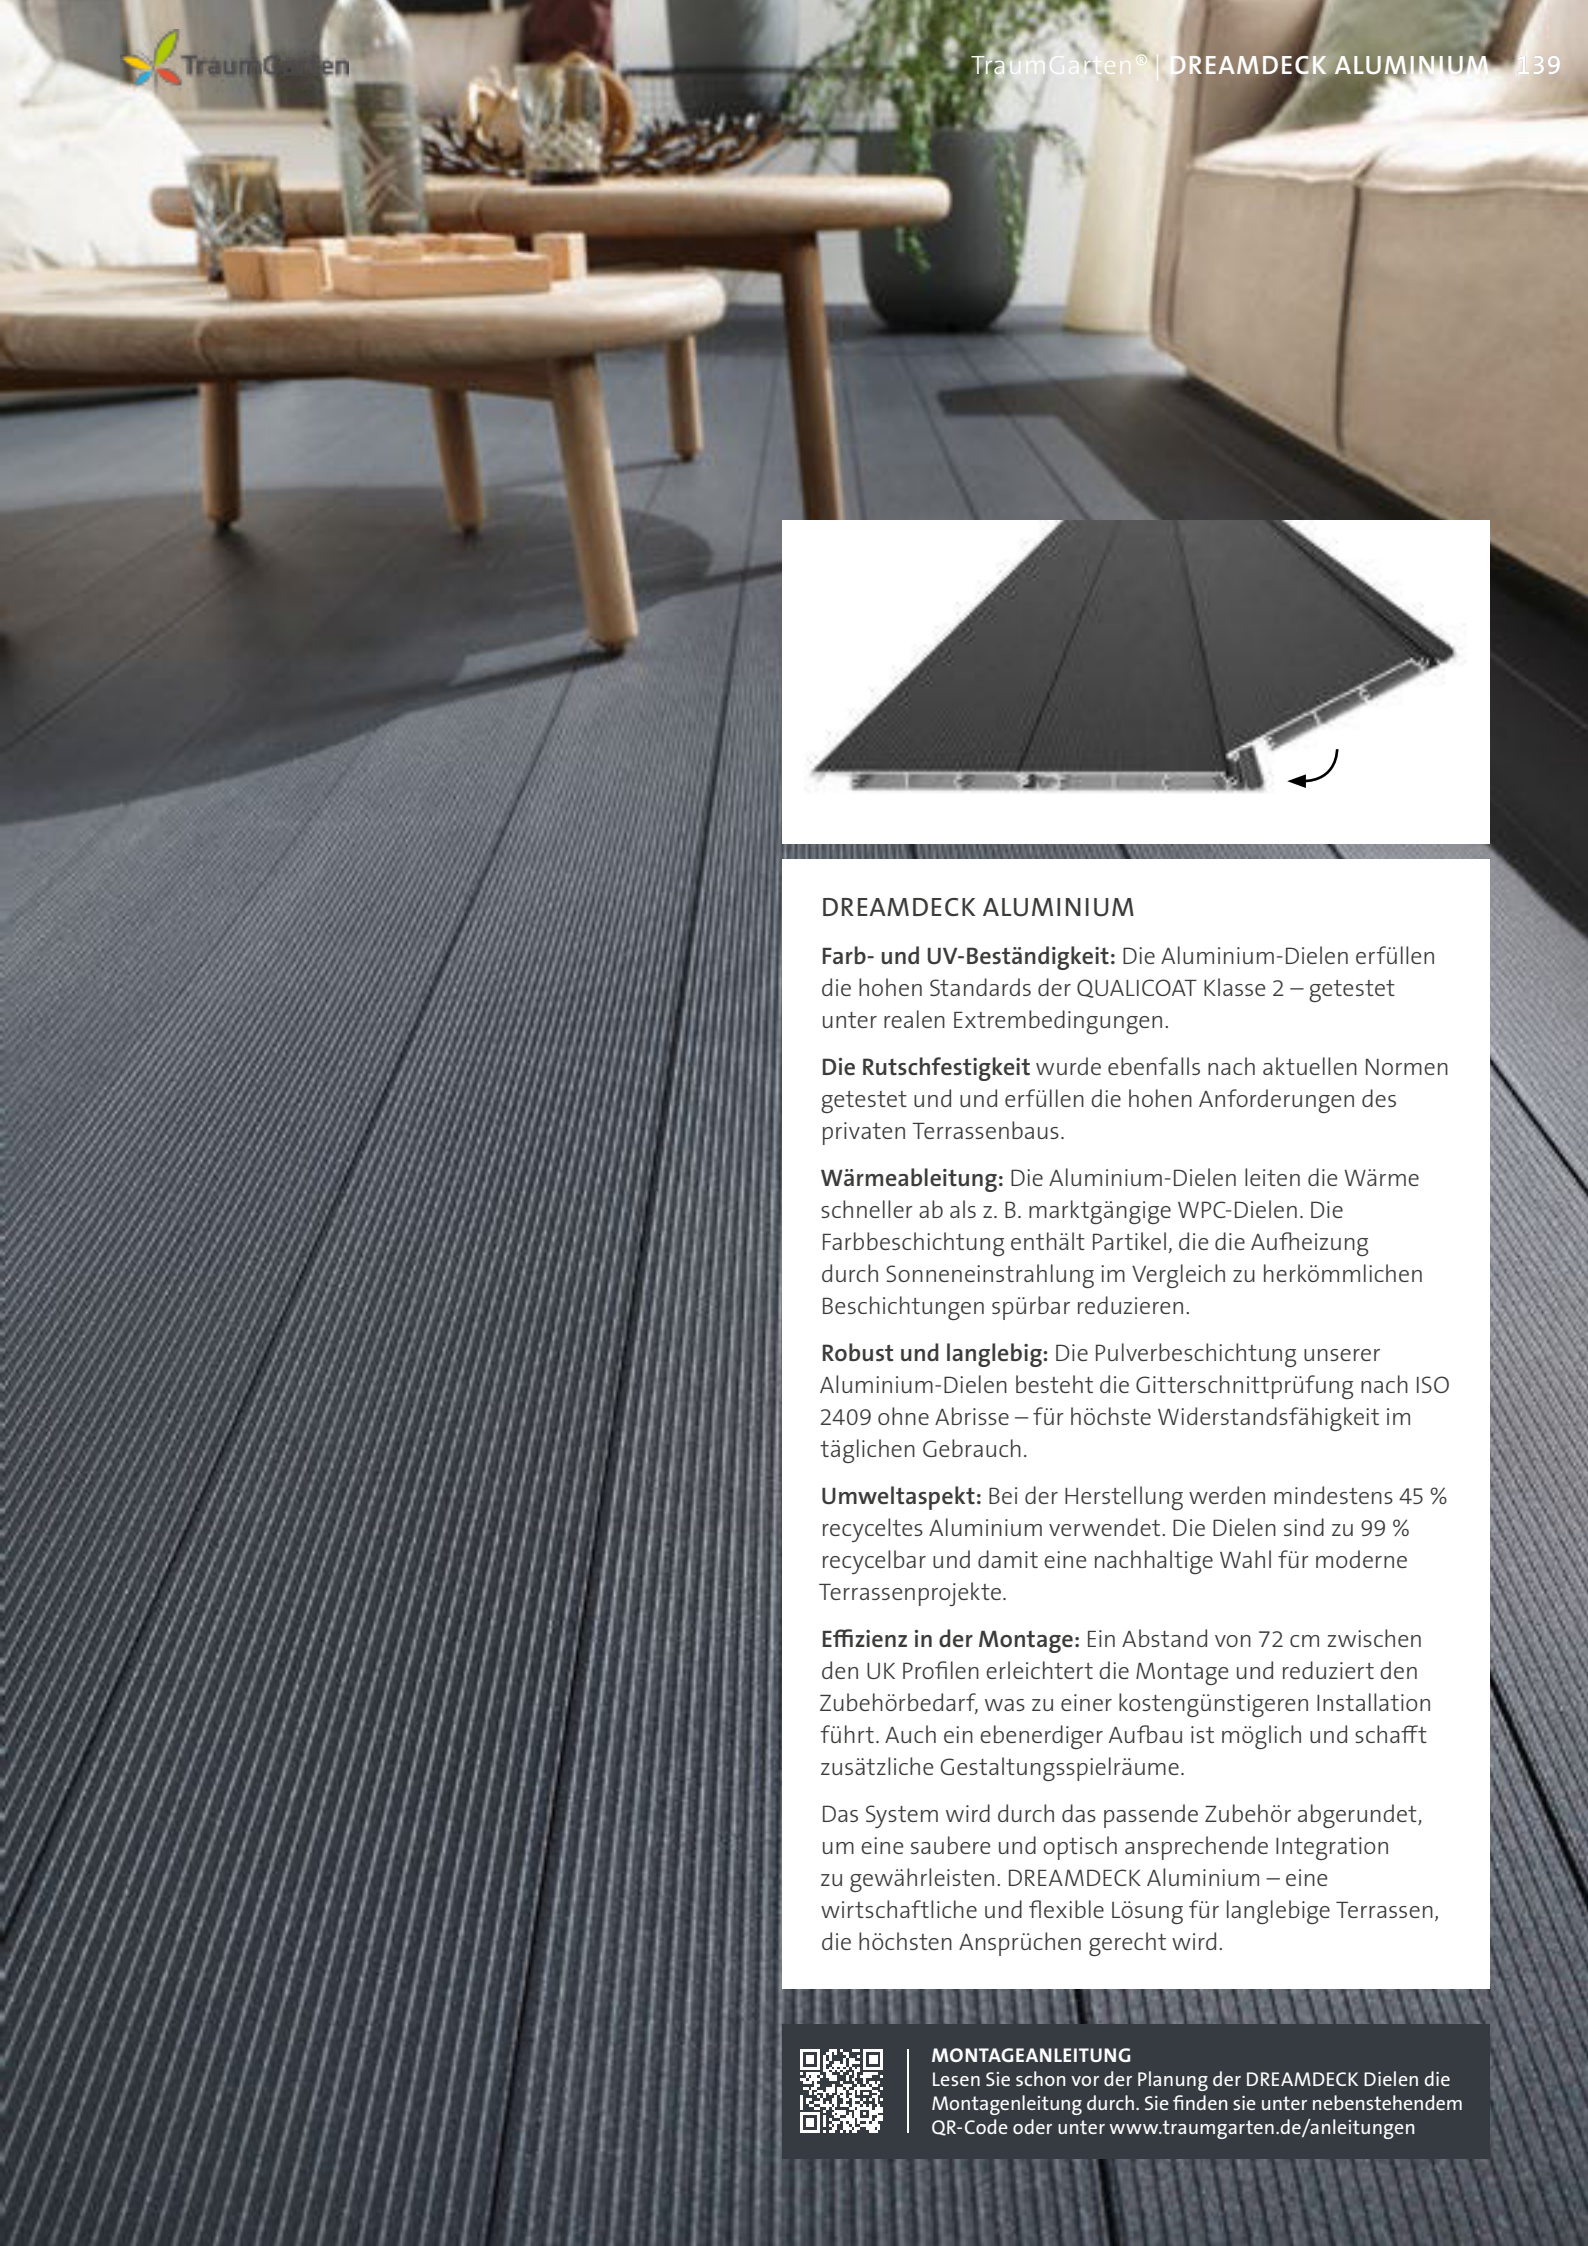 TraumGarten
TraumGarten® | DREAMDECK ALUMINIUM 139
DREAMDECK ALUMINIUM
Farb- und UV-Beständigkeit: Die Aluminium-Dielen erfüllen
die hohen Standards der QUALICOAT Klasse 2 – getestet
unter realen Extrembedingungen.
Die Rutschfestigkeit wurde ebenfalls nach aktuellen Normen
getestet und und erfüllen die hohen Anforderungen des
privaten Terrassenbaus.
Wärmeableitung: Die Aluminium-Dielen leiten die Wärme
schneller ab als z. B. marktgängige WPC-Dielen. Die
Farbbeschichtung enthält Partikel, die die Aufheizung
durch Sonneneinstrahlung im Vergleich zu herkömmlichen
Beschichtungen spürbar reduzieren.
Robust und langlebig: Die Pulverbeschichtung unserer
Aluminium-Dielen besteht die Gitterschnittprüfung nach ISO
2409 ohne Abrisse – für höchste Widerstandsfähigkeit im
täglichen Gebrauch.
Umweltaspekt: Bei der Herstellung werden mindestens 45 %
recyceltes Aluminium verwendet. Die Dielen sind zu 99 %
recycelbar und damit eine nachhaltige Wahl für moderne
Terrassenprojekte.
Effizienz in der Montage: Ein Abstand von 72 cm zwischen
den UK Profilen erleichtert die Montage und reduziert den
Zubehörbedarf, was zu einer kostengünstigeren Installation
führt. Auch ein ebenerdiger Aufbau ist möglich und schafft
zusätzliche Gestaltungsspielräume.
Das System wird durch das passende Zubehör abgerundet,
um eine saubere und optisch ansprechende Integration
zu gewährleisten. DREAMDECK Aluminium – eine
wirtschaftliche und flexible Lösung für langlebige Terrassen,
die höchsten Ansprüchen gerecht wird.
MONTAGEANLEITUNG
Lesen Sie schon vor der Planung der DREAMDECK Dielen die
Montagenleitung durch. Sie finden sie unter nebenstehendem
QR-Code oder unter www.traumgarten.de/anleitungen